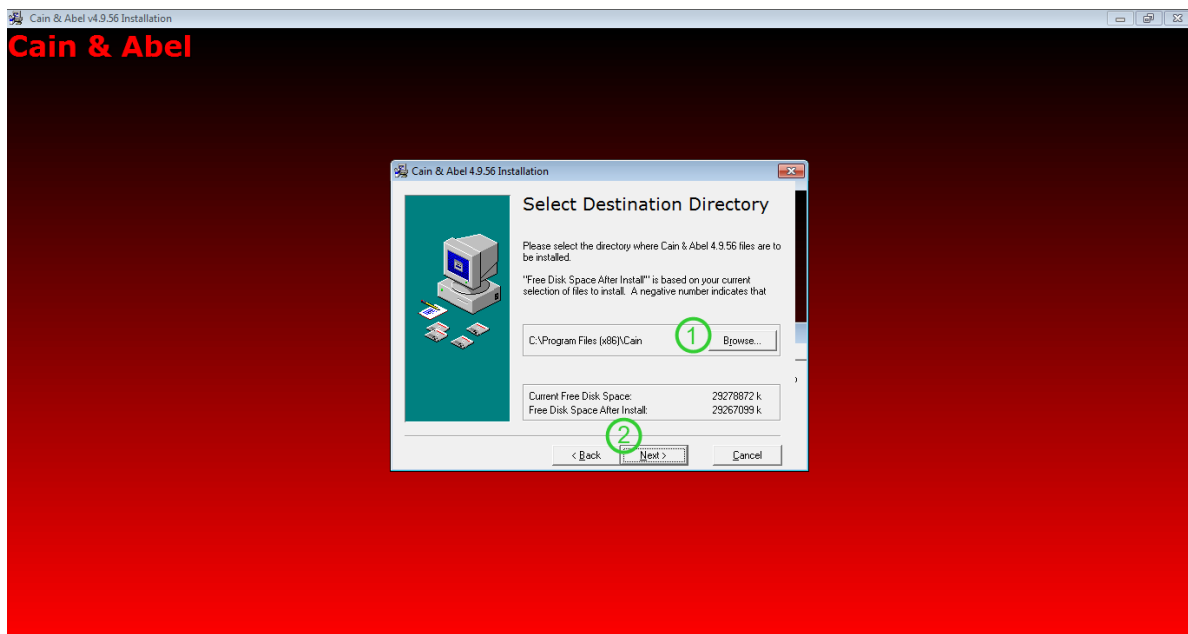 Cain & Abel v4.9.56 Installation
Cain & Abel
Cain & Abel 4.9.56 Installation
Select Destination Directory
Please select the directory where Cain & Abel 4.9.56 files are to
be installed.
"Free Disk Space After Install"" is based on your current
selection of files to install. A negative number indicates that
C:\Program Files (x86)\Cain
1
Browse...
Current Free Disk Space: 29278872 k
Free Disk Space After Install: 29267099 k
2
< Back
Next >
Cancel